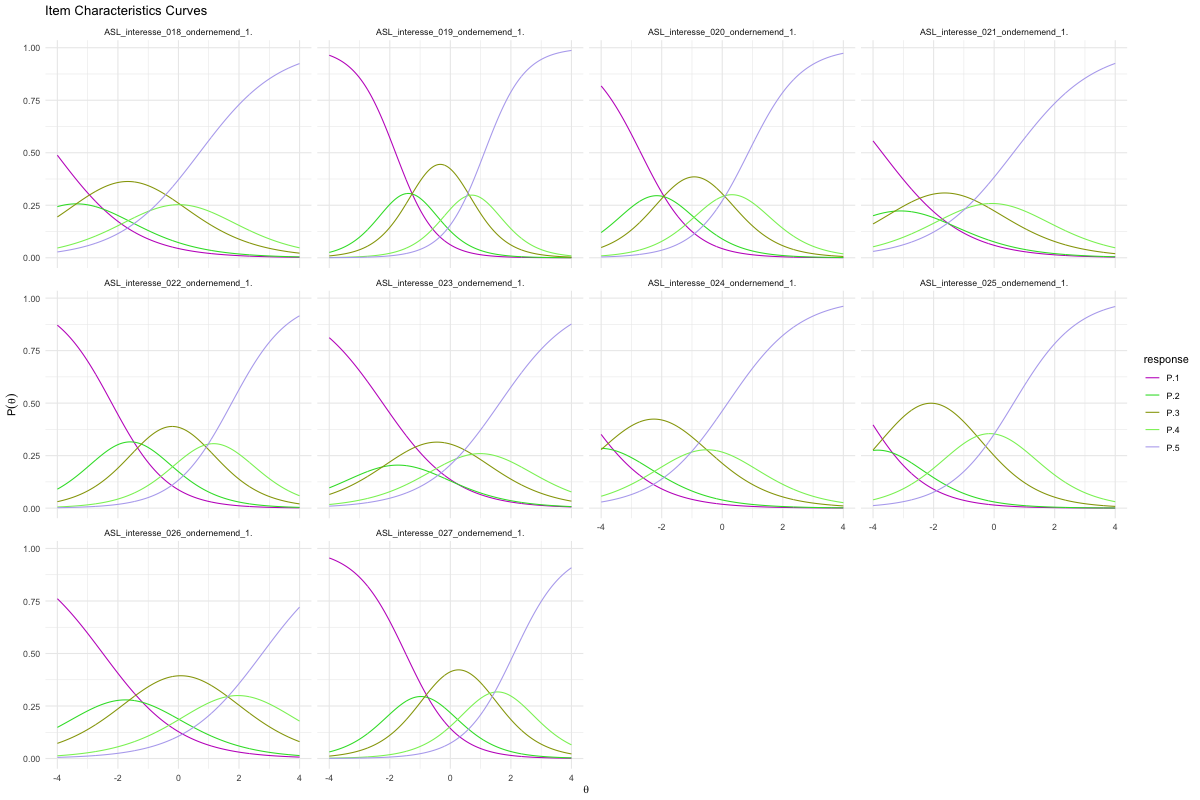 Item Characteristics Curves
ASL_interesse_018_ondernemend_1. ASL_interesse_019_ondernemend_1. ASL_interesse_020_ondernemend_1. ASL_interesse_021_ondernemend_1.
1.00
0.75
0.50
0.25
0.00
ASL_interesse_022_ondernemend_1. ASL_interesse_023_ondernemend_1. ASL_interesse_024_ondernemend_1. ASL_interesse_025_ondernemend_1.
1.00
0.75
0.50
0.25
0.00
-4 -2 0 2 4 -4 -2 0 2 4
ASL_interesse_026_ondernemend_1. ASL_interesse_027_ondernemend_1.
1.00
0.75
0.50
0.25
0.00
-4 -2 0 2 4 -4 -2 0 2 4
P(θ)
θ
response
P.1
P.2
P.3
P.4
P.5